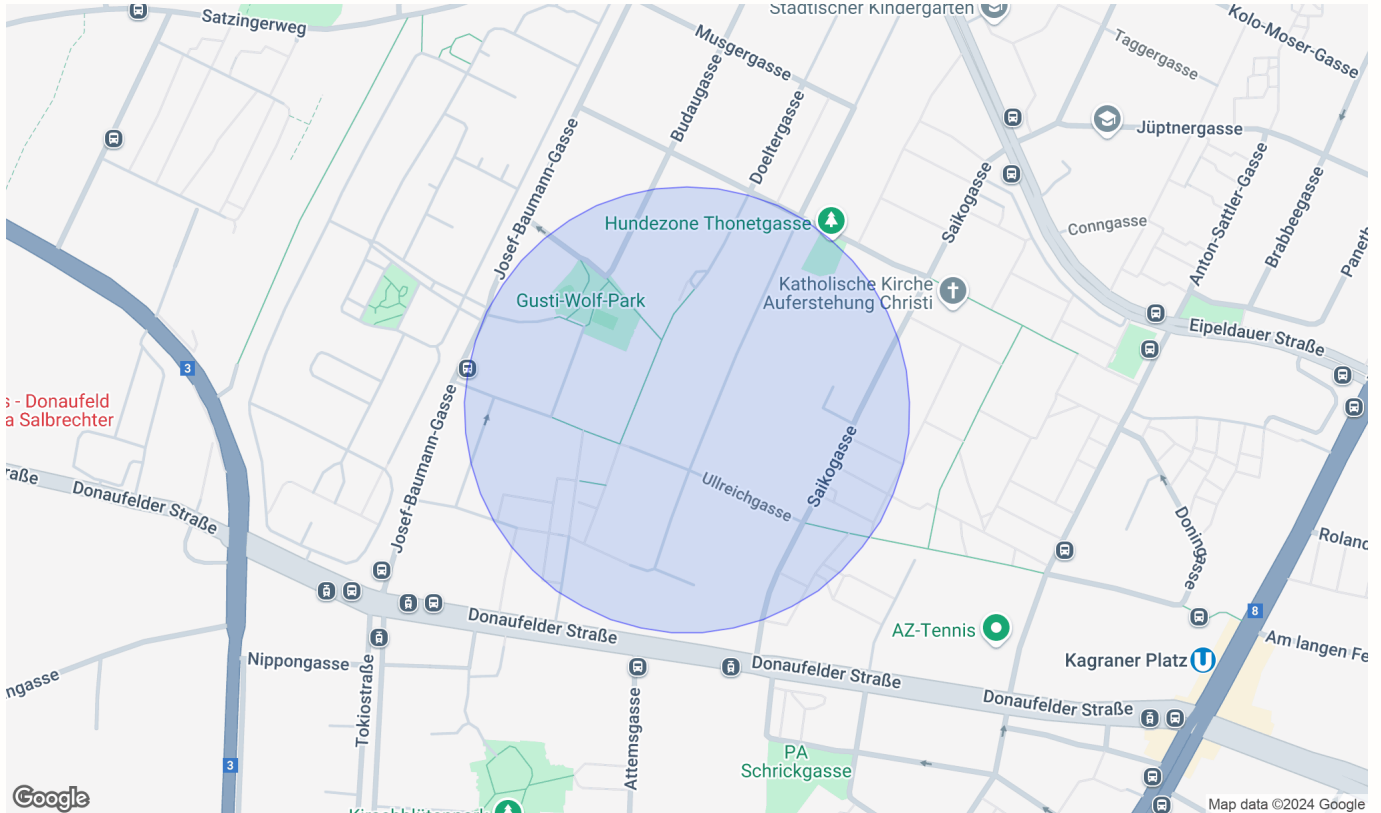 Satzingerweg
Städtischer Kindergarten
Kolo-Moser-Gasse
Musgergasse
Taggergasse
Budaugasse
Doeltergasse
Jüptnergasse
Josef-Baumann-Gasse
Saikogasse
Anton-Sattler-Gasse
Brabbeegasse
Paneth
Conngasse
Hundezone Thonetgasse
Katholische Kirche
Auferstehung Christi
Gusti-Wolf-Park
Eipeldauer Straße
3
s - Donaufeld
a Salbrechter
Josef-Baumann-Gasse
Saikogasse
Ullreichgasse
raße
Donaufelder Straße
Doningasse
Roland
8
Donaufelder Straße
AZ-Tennis
Am langen Fe
Kagraner Platz
U
Nippongasse
Donaufelder Straße
ngasse
Tokiostraße
Attemsgasse
Donaufelder Straße
PA
Schrickgasse
3
Google
Map data ©2024 Google